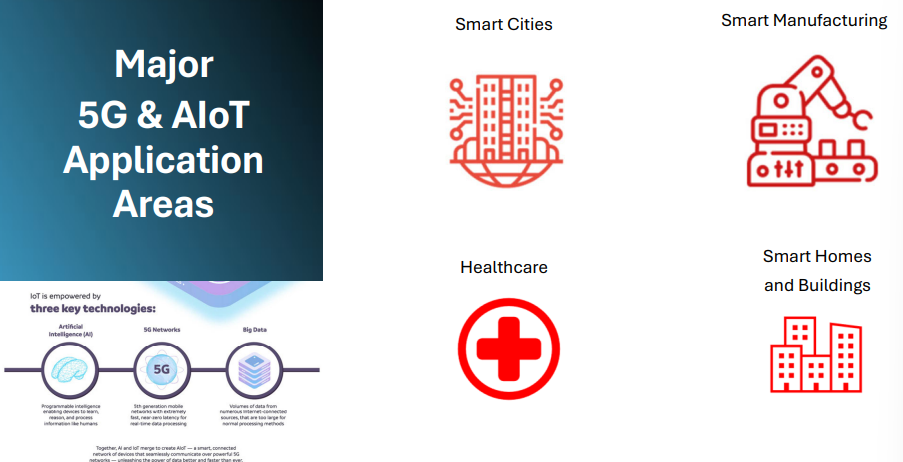 Major
5G & AIoT
Application
Areas
IoT is empowered by
three key technologies:
Artificial
Intelligence (AI)
Programmable intelligence
enabling devices to learn,
reason, and process
information like humans
5G Networks
5G
5th generation mobile
networks with extremely
fast, near-zero latency for
real-time data processing
Big Data
Volumes of data from
numerous Internet-connected
sources, that are too large for
normal processing methods
Together, AI and IoT merge to create AIoT — a smart, connected
network of devices that seamlessly communicate over powerful 5G
networks — unleashing the power of data better and faster than ever.
Smart Cities
Smart Manufacturing
Healthcare
Smart Homes
and Buildings